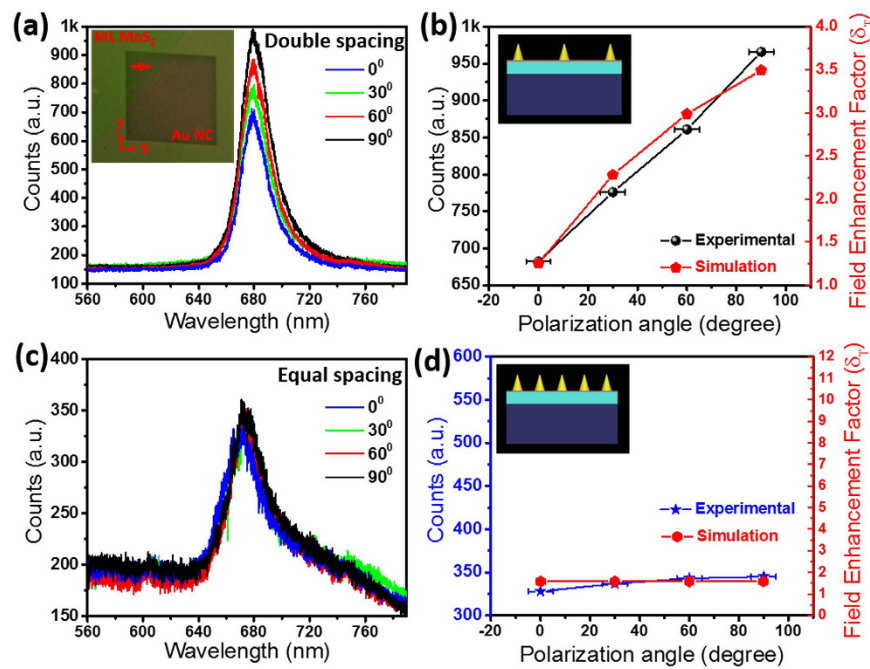 (a)
ML MoS2
Au NC
y
x
Double spacing
0⁰
30⁰
60⁰
90⁰
1k
900
800
700
600
500
400
300
200
100
Counts (a.u.)
560 600 640 680 720 760
Wavelength (nm)
(b)
950
900
850
800
750
700
650
Counts (a.u.)
1k
4.0
3.5
3.0
2.5
2.0
1.5
1.0
Field Enhancement Factor (δT)
Experimental
Simulation
-20 0 20 40 60 80 100
Polarization angle (degree)
(c)
Equal spacing
0⁰
30⁰
60⁰
90⁰
400
350
300
250
200
150
Counts (a.u.)
560 600 640 680 720 760
Wavelength (nm)
(d)
600
550
500
450
400
350
300
Counts (a.u.)
12
11
10
9
8
7
6
5
4
3
2
1
0
Field Enhancement Factor (δT)
Experimental
Simulation
-20 0 20 40 60 80 100
Polarization angle (degree)